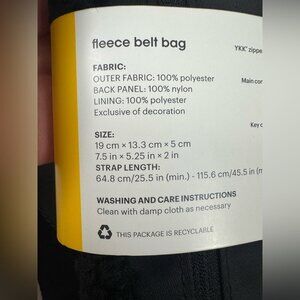 fleece belt bag
YKK® zippe
FABRIC:
OUTER FABRIC: 100% polyester
BACK PANEL: 100% nylon
LINING: 100% polyester
Exclusive of decoration
Main co
Key c
SIZE:
19 cm × 13.3 cm × 5 cm
7.5 in × 5.25 in × 2 in
STRAP LENGTH:
64.8 cm/25.5 in (min.) - 115.6 cm/45.5 in (m
WASHING AND CARE INSTRUCTIONS
Clean with damp cloth as necessary
THIS PACKAGE IS RECYCLABLE